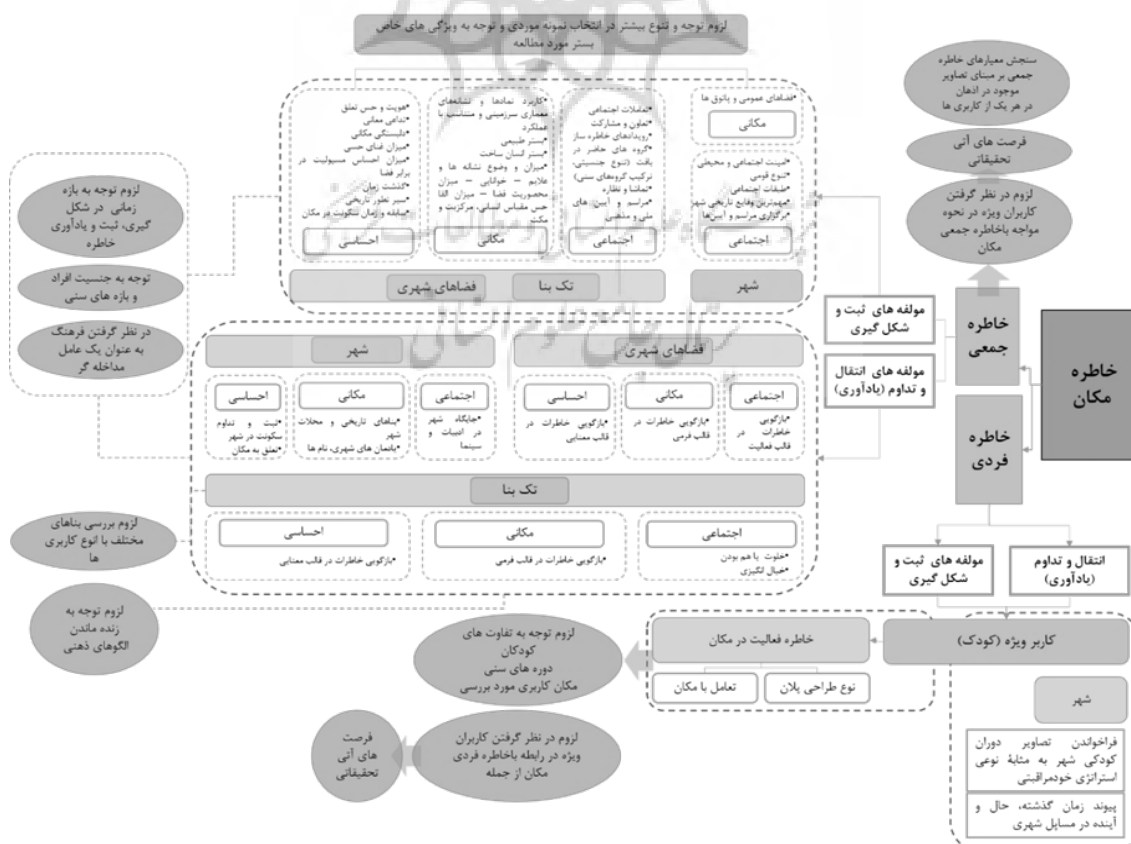 لزوم توجه و تنوع بیشتر در انتخاب نمونه موردی و توجه به ویژگی های خاص
بستر مورد مطالعه
سنجش معیارهای خاطره
جمعی بر مبنای تصاویر
موجود در اذهان
در هر یک از کاربری ها
فرصت های آتی
تحقیقاتی
لزوم در نظر گرفتن
کاربران ویژه در نحوه
مواجه باخاطره جمعی
مکان
خاطره
مکان
خاطره
جمعی
خاطره
فردی
مولفه های ثبت و
شکل گیری
مولفه های انتقال
و تداوم (یادآوری)
•فضاهای عمومی و پاتوق ها
مکانی
•امنیت اجتماعی و محیطی
•تنوع قومی
•طبقات اجتماعی
•مهمترین وقایع تاریخی شهر
•برگزاری مراسم و آیین‌ها
اجتماعی
شهر
•تعاملات اجتماعی
•تعاون و مشارکت
•رویدادهای خاطره ساز
•گروه های حاضر در
بافت (تنوع جنسیتی،
ترکیب گروه‌های سنی)
•تماشا و نظاره
•مراسم و آیین های
ملی و مذهبی
اجتماعی
•کاربرد نمادها و نشانه‌های
معماری سرزمینی و متناسب با
عملکرد
•بستر طبیعی
•بستر انسان ساخت
•میزان و وضوح نشانه ها و
علایم – خوانایی – میزان
محصوریت فضا – میزان القا
حس مقیاس انسانی، مرکزیت و
مکث
مکانی
•هویت و حس تعلق
•تداعی معانی
•دلبستگی مکانی
•میزان غنای حسی
•میزان احساس مسیولیت در
برابر فضا
•گذشت زمان
•سیر تطور تاریخی
•سابقه و زمان سکونت در مکان
احساسی
تک بنا
فضاهای شهری
لزوم توجه به بازه
زمانی در شکل
گیری، ثبت و یادآوری
خاطره
توجه به جنسیت افراد
و بازه های سنی
در نظر گرفتن فرهنگ
به عنوان یک عامل
مداخله گر
فضاهای شهری
اجتماعی
•بازگویی
خاطرات در
قالب فعالیت
مکانی
•بازگویی خاطرات در
قالب فرمی
احساسی
•بازگویی خاطرات در
قالب معنایی
شهر
اجتماعی
•جایگاه شهر
در ادبیات و
سینما
مکانی
•بناهای تاریخی و محلات
شهر
•یادمان های شهری، نام ها
احساسی
•ثبت و تداوم
سکونت در شهر
•تعلق به مکان
تک بنا
اجتماعی
•خلوت با هم بودن
•خیال انگیزی
مکانی
•بازگویی خاطرات در قالب فرمی
احساسی
•بازگویی خاطرات در قالب معنایی
لزوم بررسی بناهای
مختلف با انوع کاربری
ها
لزوم توجه به
زنده ماندن
الگوهای ذهنی
انتقال و تداوم
(یادآوری)
مولفه های ثبت و
شکل گیری
کاربر ویژه (کودک)
خاطره فعالیت در مکان
نوع طراحی پلان
تعامل با مکان
لزوم توجه به تفاوت های
کودکان
دوره های سنی
مکان کاربری مورد بررسی
لزوم در نظر گرفتن کاربران
ویژه در رابطه باخاطره فردی
مکان از جمله
فرصت
های آتی
تحقیقاتی
شهر
فراخواندن تصاویر دوران
کودکی شهر به مثابهٔ نوعی
استراتژی خودمراقبتی
پیوند زمان گذشته، حال و
آینده در مسایل شهری
پرتال جامع علوم انسانی